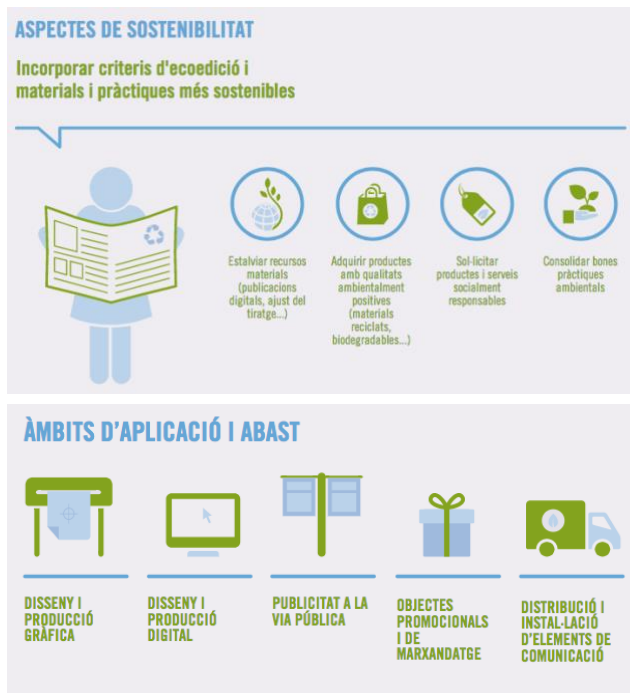 ASPECTES DE SOSTENIBILITAT
Incorporar criteris d'ecoedició i
materials i pràctiques més sostenibles
Estalviar recursos
materials
(publicacions
digitals, ajust del
tiratge...)
Adquirir productes
amb qualitats
ambientalment
positives
(materials
reciclats,
biodegradables...)
Sol·licitar
productes i serveis
socialment
responsables
Consolidar bones
pràctiques
ambientals
ÀMBITS D'APLICACIÓ I ABAST
DISSENY I
PRODUCCIÓ
GRÀFICA
DISSENY I
PRODUCCIÓ
DIGITAL
PUBLICITAT A LA
VIA PÚBLICA
OBJECTES
PROMOCIONALS
I DE
MARXANDATGE
DISTRIBUCIÓ I
INSTAL·LACIÓ
D'ELEMENTS DE
COMUNICACIÓ